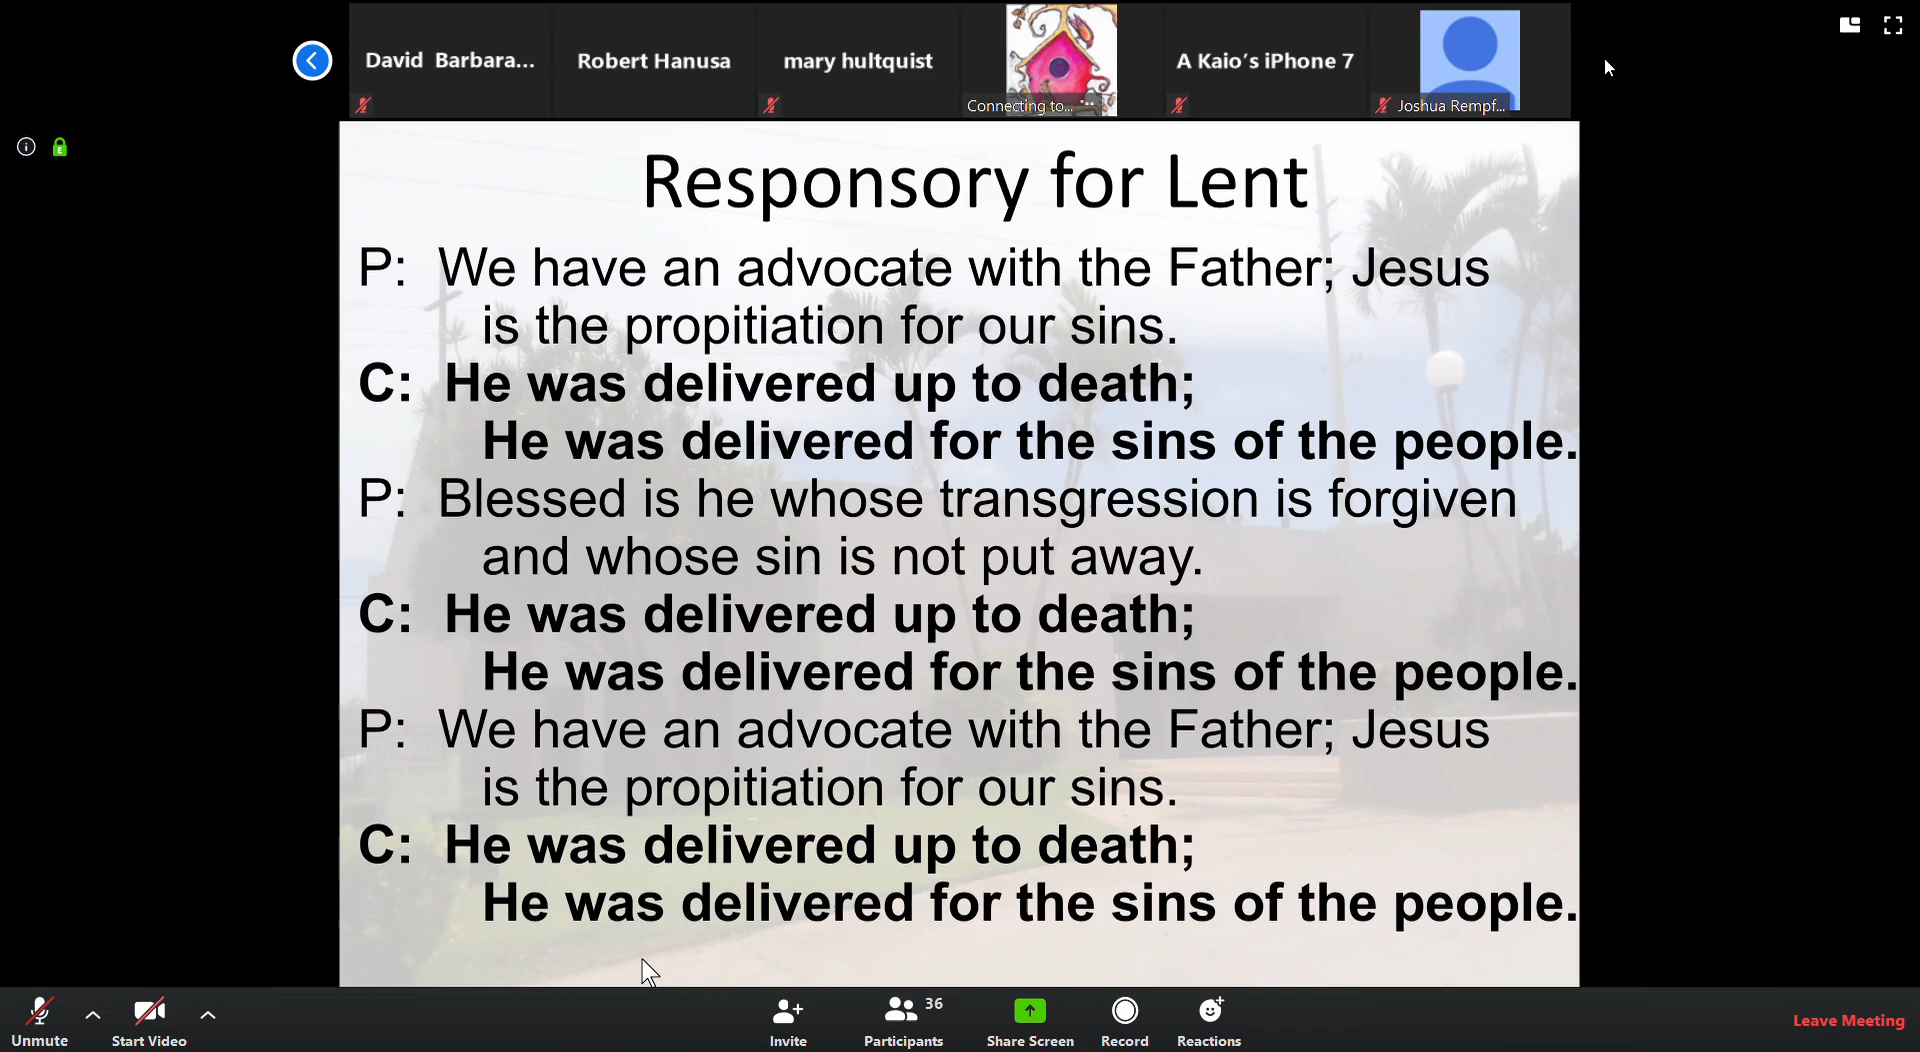 David Barbara...
Robert Hanusa
mary hultquist
Connecting to... ...
A Kaio’s iPhone 7
Joshua Rempf...
E
Responsory for Lent
P: We have an advocate with the Father; Jesus
is the propitiation for our sins.
C: He was delivered up to death;
He was delivered for the sins of the people.
P: Blessed is he whose transgression is forgiven
and whose sin is not put away.
C: He was delivered up to death;
He was delivered for the sins of the people.
P: We have an advocate with the Father; Jesus
is the propitiation for our sins.
C: He was delivered up to death;
He was delivered for the sins of the people.
Unmute
Start Video
Invite
Participants 36
Share Screen
Record
Reactions
Leave Meeting